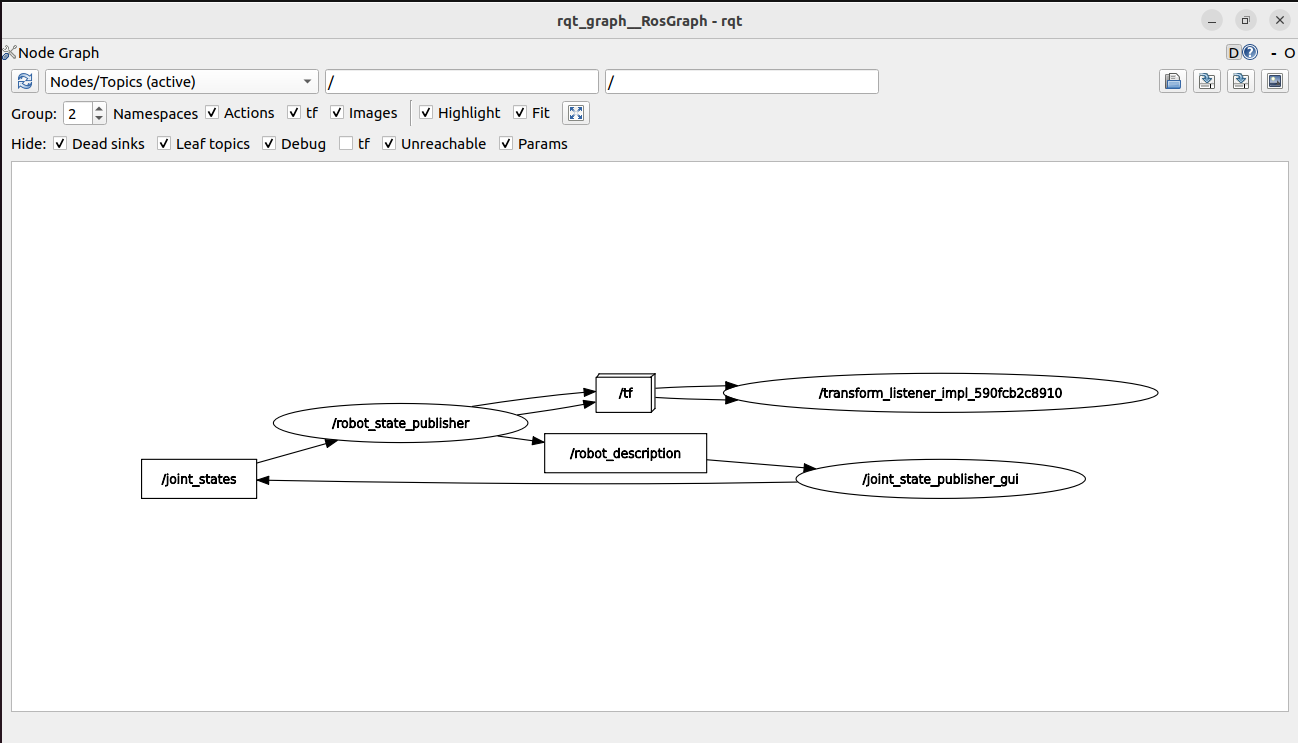 rqt_graph__RosGraph - rqt
Node Graph D ? - O
Nodes/Topics (active) / /
Group: 2 Namespaces Actions tf Images Highlight Fit
Hide: Dead sinks Leaf topics Debug tf Unreachable Params
/tf
/transform_listener_impl_590fcb2c8910
/robot_state_publisher
/robot_description
/joint_states
/joint_state_publisher_gui